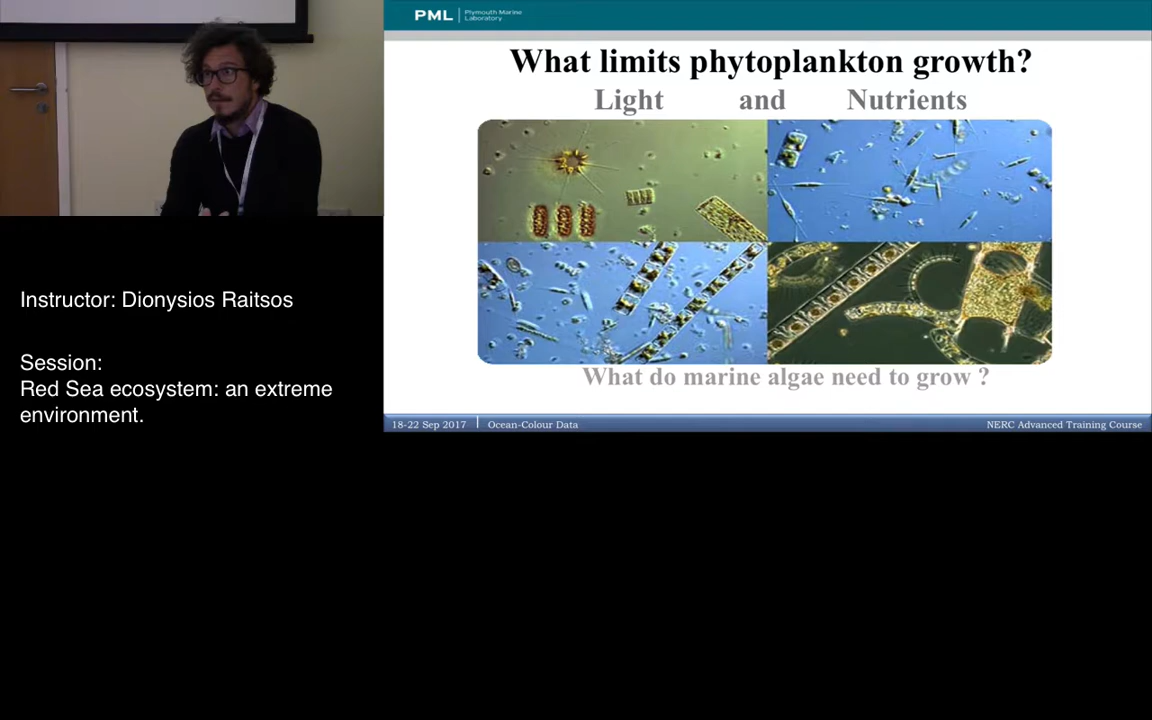 PML
Plymouth Marine
Laboratory
What limits phytoplankton growth?
Light and Nutrients
What do marine algae need to grow ?
18-22 Sep 2017 Ocean-Colour Data NERC Advanced Training Course
Instructor: Dionysios Raitsos
Session:
Red Sea ecosystem: an extreme
environment.